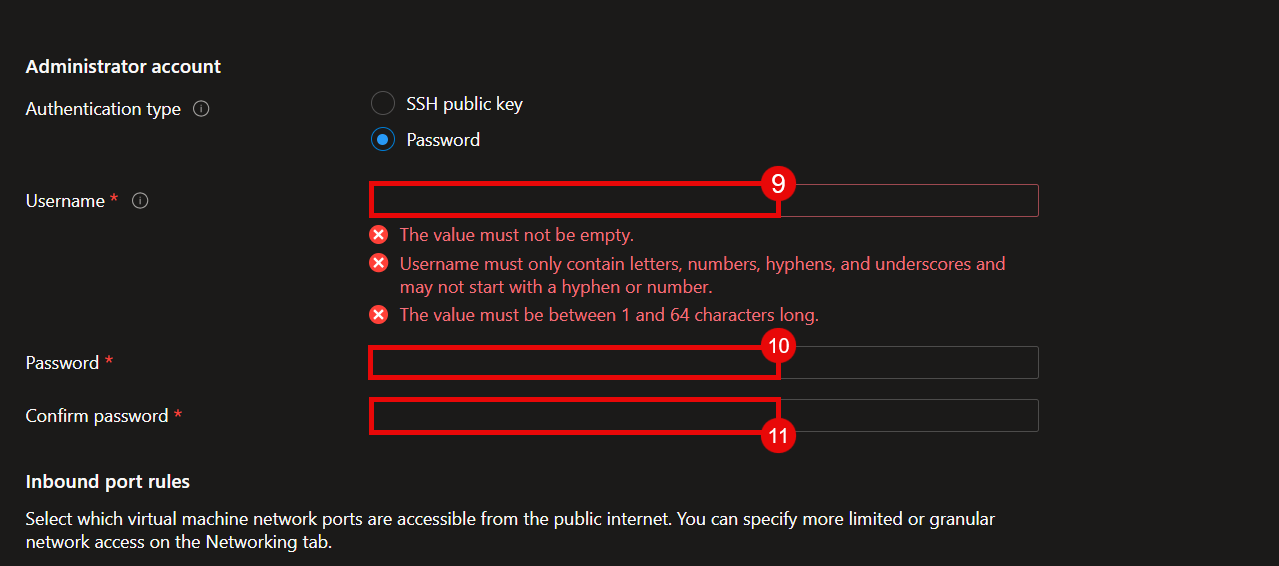 Administrator account
Authentication type
SSH public key
Password
9
Username *
The value must not be empty.
Username must only contain letters, numbers, hyphens, and underscores and
may not start with a hyphen or number.
The value must be between 1 and 64 characters long.
10
Password *
Confirm password *
11
Inbound port rules
Select which virtual machine network ports are accessible from the public internet. You can specify more limited or granular
network access on the Networking tab.